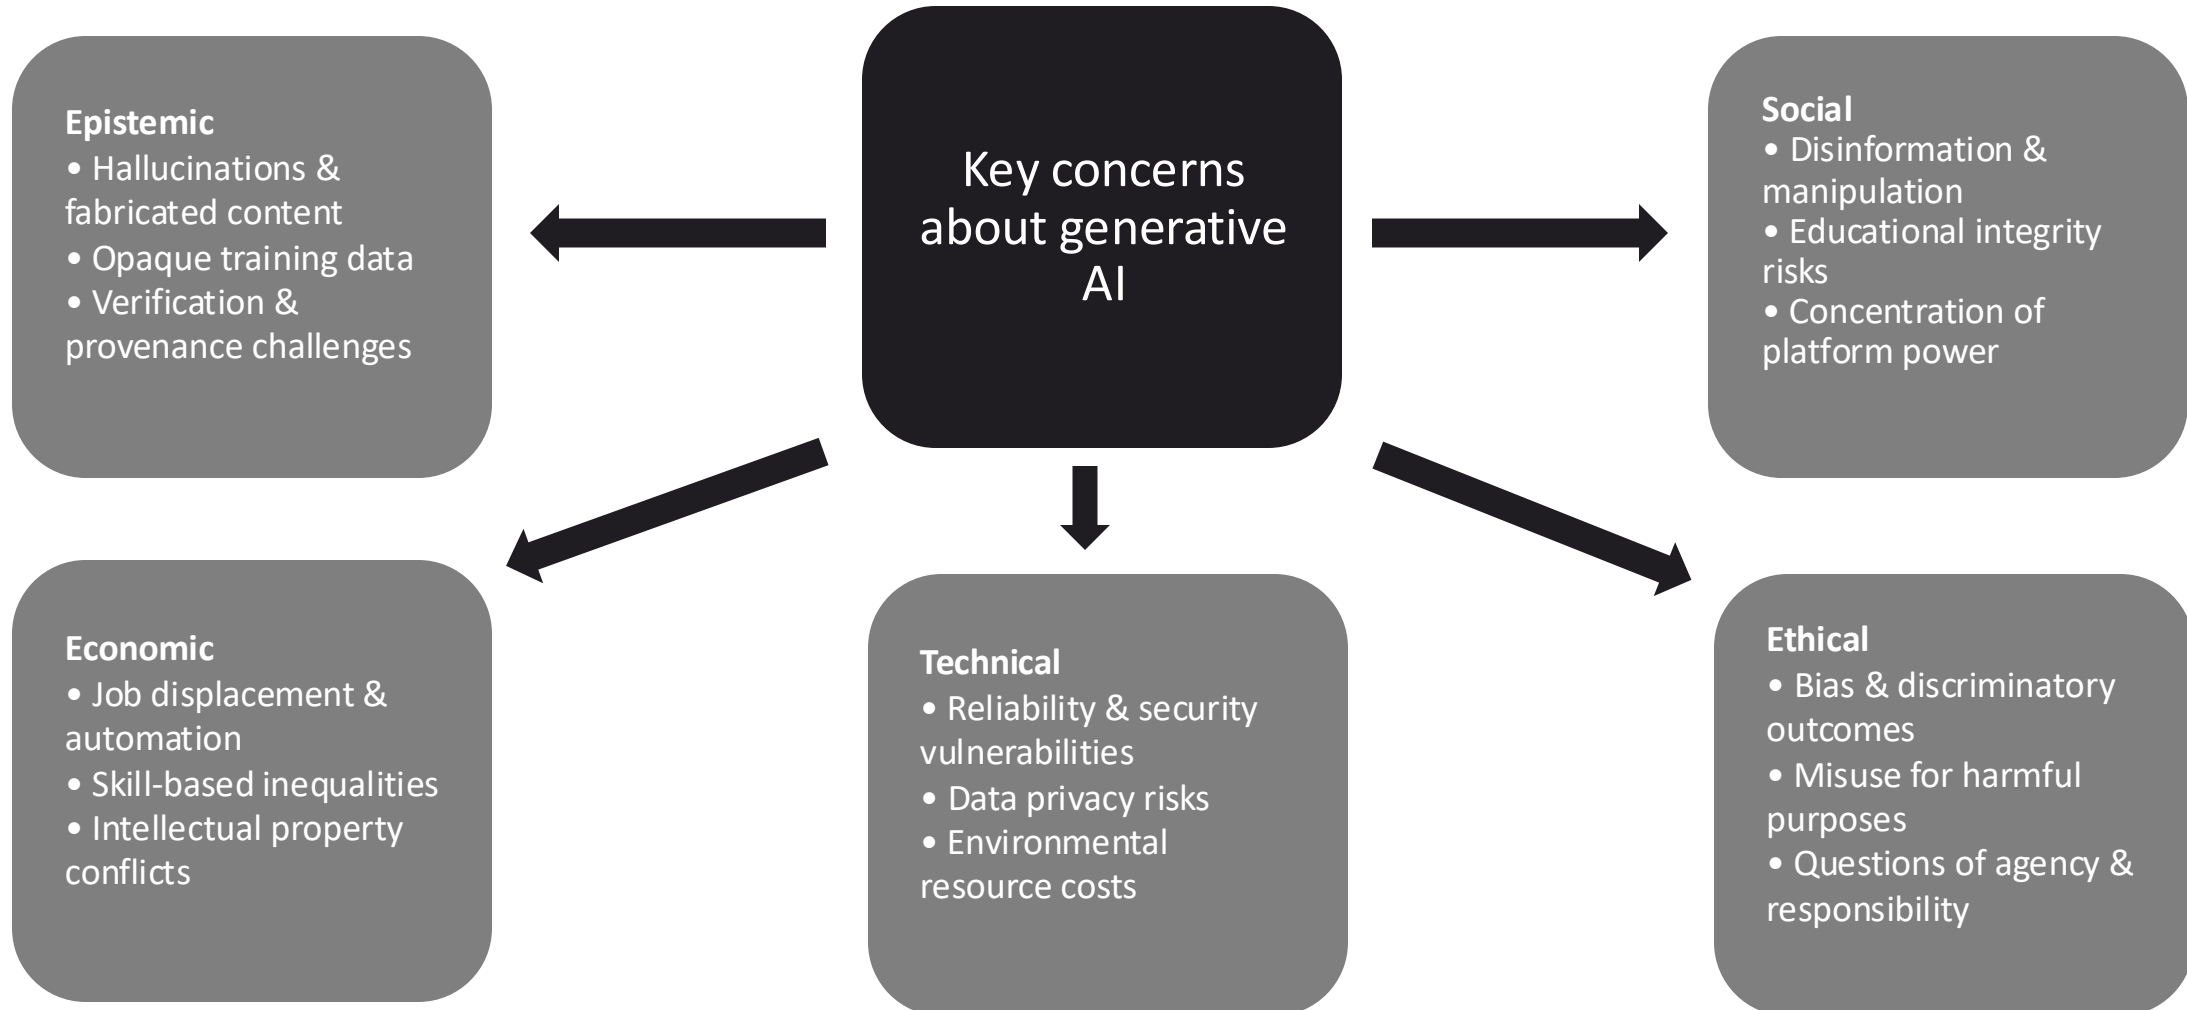 Key concerns
about generative
AI
Epistemic
• Hallucinations &
fabricated content
• Opaque training data
• Verification &
provenance challenges
Social
• Disinformation &
manipulation
• Educational integrity
risks
• Concentration of
platform power
Economic
• Job displacement &
automation
• Skill-based inequalities
• Intellectual property
conflicts
Technical
• Reliability & security
vulnerabilities
• Data privacy risks
• Environmental
resource costs
Ethical
• Bias & discriminatory
outcomes
• Misuse for harmful
purposes
• Questions of agency &
responsibility